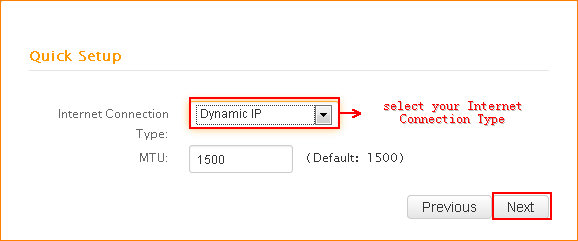 Quick Setup
Internet Connection Type:
Dynamic IP
select your Internet
Connection Type
MTU:
1500
(Default: 1500)
Previous
Next